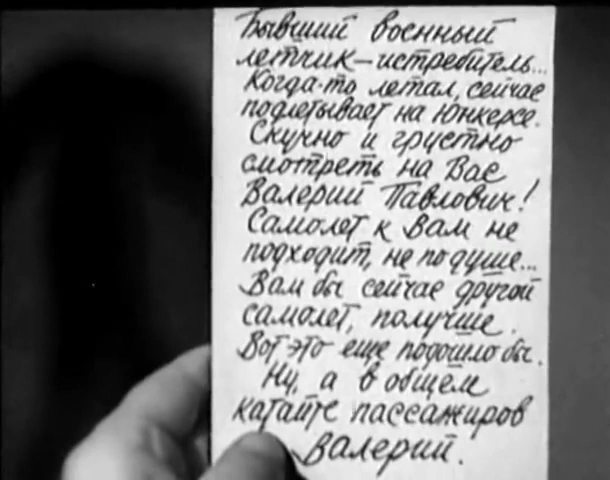 Бывший военный
летчик-истребитель...
Когда-то летал, сейчас
подлетывает на Юнкерсе.
Скучно и грустно
смотреть на Вас
Валерий Павлович!
Самолет к Вам не
подходит, не по душе...
Вам бы сейчас другой
самолет, получше.
Вот это еще подошло бы.
Ну, а в общем
катайте пассажиров
Валерий.